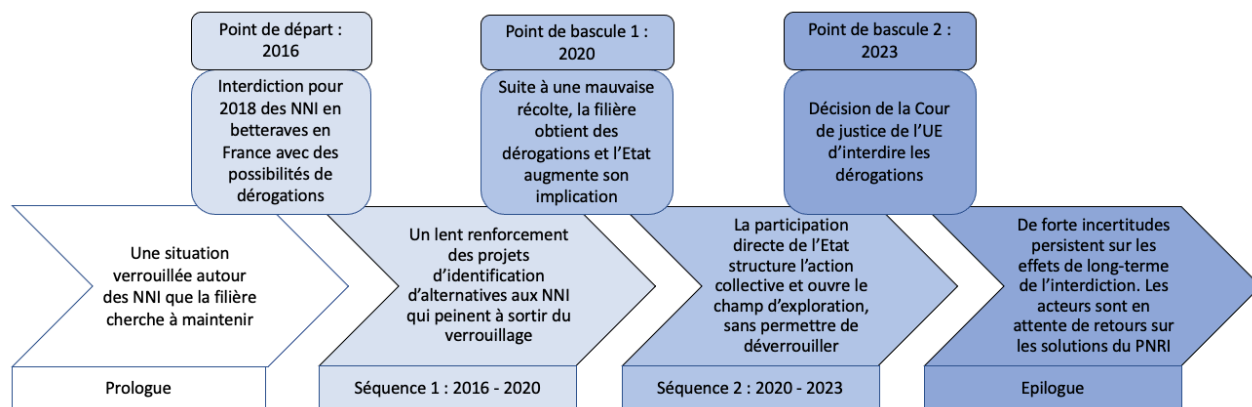 Point de départ :
2016
Interdiction pour
2018 des NNI en
betteraves en
France avec des
possibilités de
dérogations
Point de bascule 1 :
2020
Suite à une mauvaise
récolte, la filière
obtient des
dérogations et l’Etat
augmente son
implication
Point de bascule 2 :
2023
Décision de la Cour
de justice de l’UE
d’interdire les
dérogations
Une situation
verrouillée autour
des NNI que la filière
cherche à maintenir
Un lent renforcement
des projets
d’identification
d’alternatives aux NNI
qui peinent à sortir du
verrouillage
La participation
directe de l’Etat
structure l’action
collective et ouvre le
champ d’exploration,
sans permettre de
déverrouiller
De forte incertitudes
persistent sur les
effets de long-terme
de l’interdiction. Les
acteurs sont en
attente de retours sur
les solutions du PNRI
Prologue
Séquence 1 : 2016 - 2020
Séquence 2 : 2020 - 2023
Epilogue